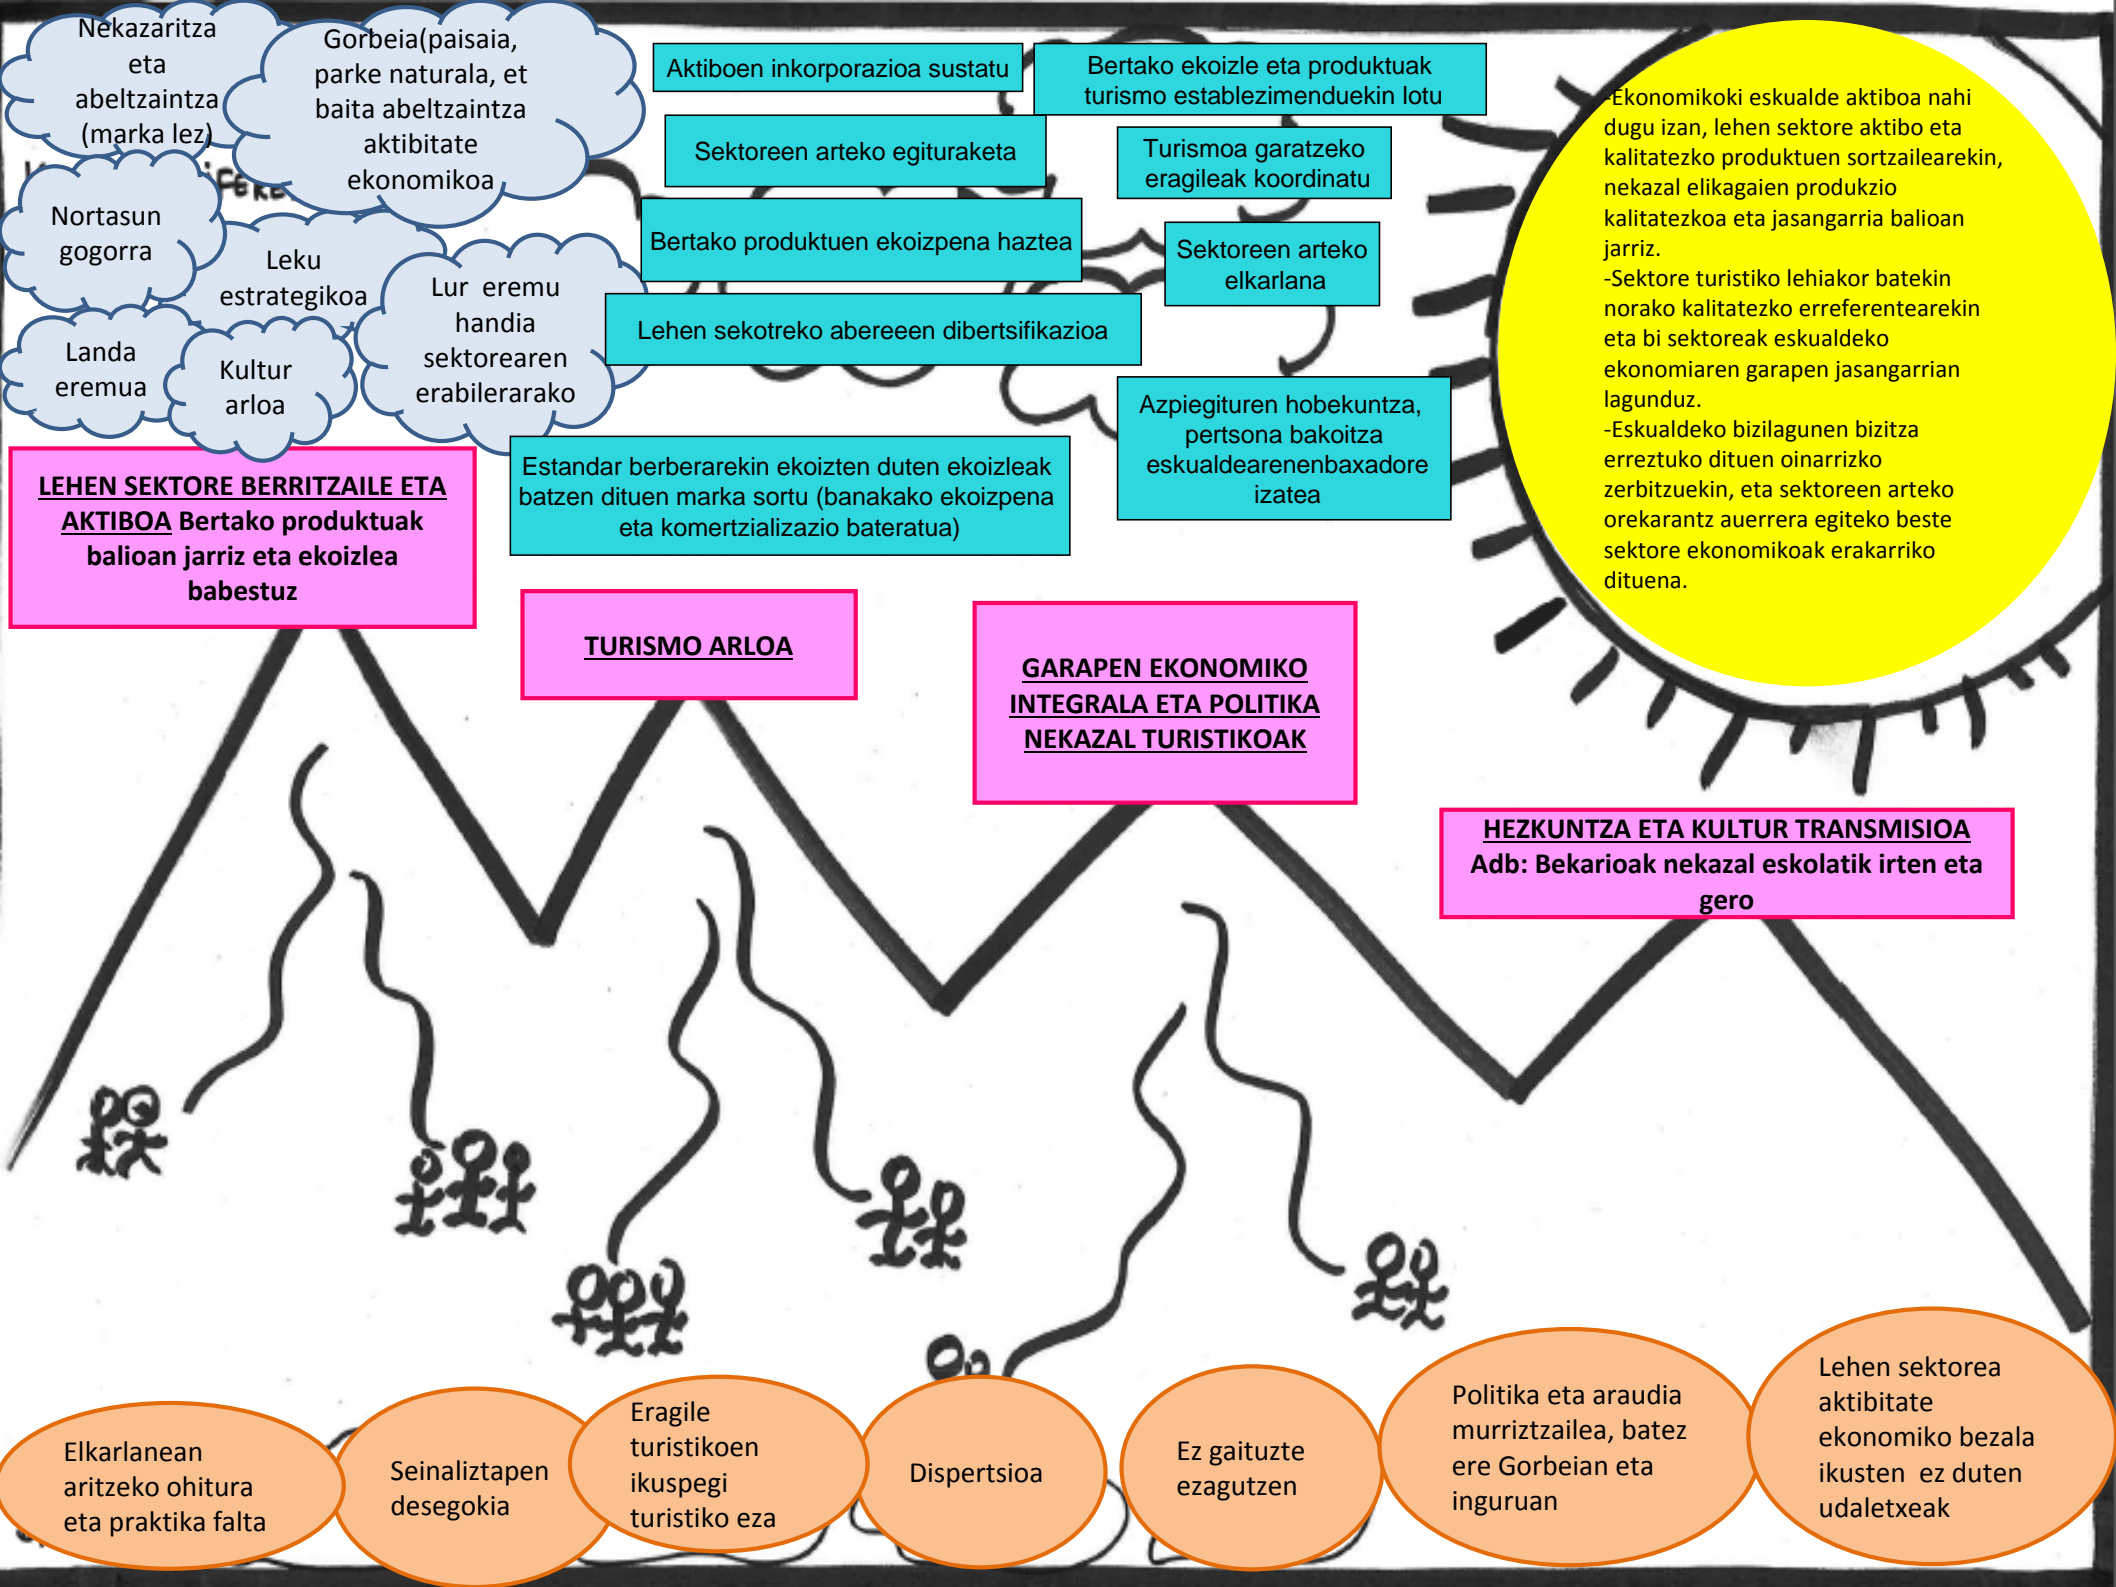 Nekazaritza
eta
abeltzaintza
(marka lez)
Gorbeia(paisaia,
parke naturala, et
baita abeltzaintza
aktibitate
ekonomikoa
Nortasun
gogorra
Leku
estrategikoa
Landa
eremua
Kultur
arloa
Lur eremu
handia
sektorearen
erabilerarako
Aktiboen inkorporazioa sustatu
Bertako ekoizle eta produktuak
turismo establezimenduekin lotu
Sektoreen arteko egituraketa
Turismoa garatzeko
eragileak koordinatu
Bertako produktuen ekoizpena haztea
Sektoreen arteko
elkarlana
Lehen sekotreko abereeen dibertsifikazioa
Azpiegituren hobekuntza,
pertsona bakoitza
eskualdearenenbaxadore
izatea
Estandar berberarekin ekoizten duten ekoizleak
batzen dituen marka sortu (banakako ekoizpena
eta komertzializazio bateratua)
-Ekonomikoki eskualde aktiboa nahi
dugu izan, lehen sektore aktibo eta
kalitatezko produktuen sortzailearekin,
nekazal elikagaien produkzio
kalitatezkoa eta jasangarria balioan
jarriz.
-Sektore turistiko lehiakor batekin
norako kalitatezko erreferentearekin
eta bi sektoreak eskualdeko
ekonomiaren garapen jasangarrian
lagunduz.
-Eskualdeko bizilagunen bizitza
erreztuko dituen oinarrizko
zerbitzuekin, eta sektoreen arteko
orekarantz auerrera egiteko beste
sektore ekonomikoak erakarriko
dituena.
LEHEN SEKTORE BERRITZAILE ETA
AKTIBOA Bertako produktuak
balioan jarriz eta ekoizlea
babestuz
TURISMO ARLOA
GARAPEN EKONOMIKO
INTEGRALA ETA POLITIKA
NEKAZAL TURISTIKOAK
HEZKUNTZA ETA KULTUR TRANSMISIOA
Adb: Bekarioak nekazal eskolatik irten eta
gero
Elkarlanean
aritzeko ohitura
eta praktika falta
Seinaliztapen
desegokia
Eragile
turistikoen
ikuspegi
turistiko eza
Dispertsioa
Ez gaituzte
ezagutzen
Politika eta araudia
murriztzailea, batez
ere Gorbeian eta
inguruan
Lehen sektorea
aktibitate
ekonomiko bezala
ikusten ez duten
udaletxeak